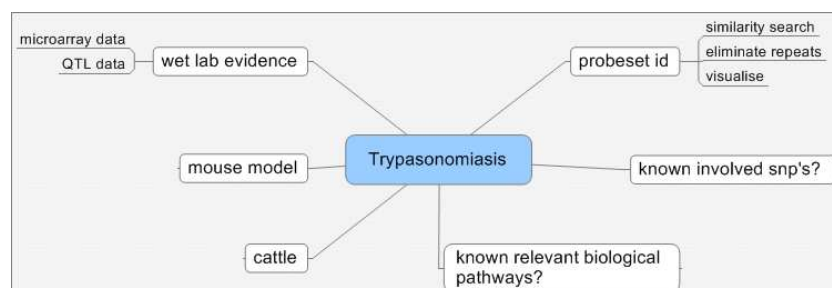 similarity search
microarray data
eliminate repeats
wet lab evidence
probeset id
QTL data
visualise
Trypasonomiasis
mouse model
known involved snp's?
cattle
known relevant biological
pathways?